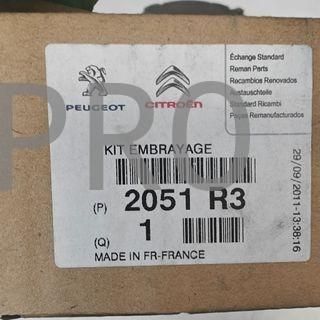 PEUGEOT
CITROËN
Échange Standard
Reman Parts
Recambios Renovados
Austauschteile
Standard Ricambi
Peças Remanufacturados
PRO
KIT EMBRAYAGE
(P) 2051 R3
(Q) 1
MADE IN FR-FRANCE
29/09/2011-13:38:16